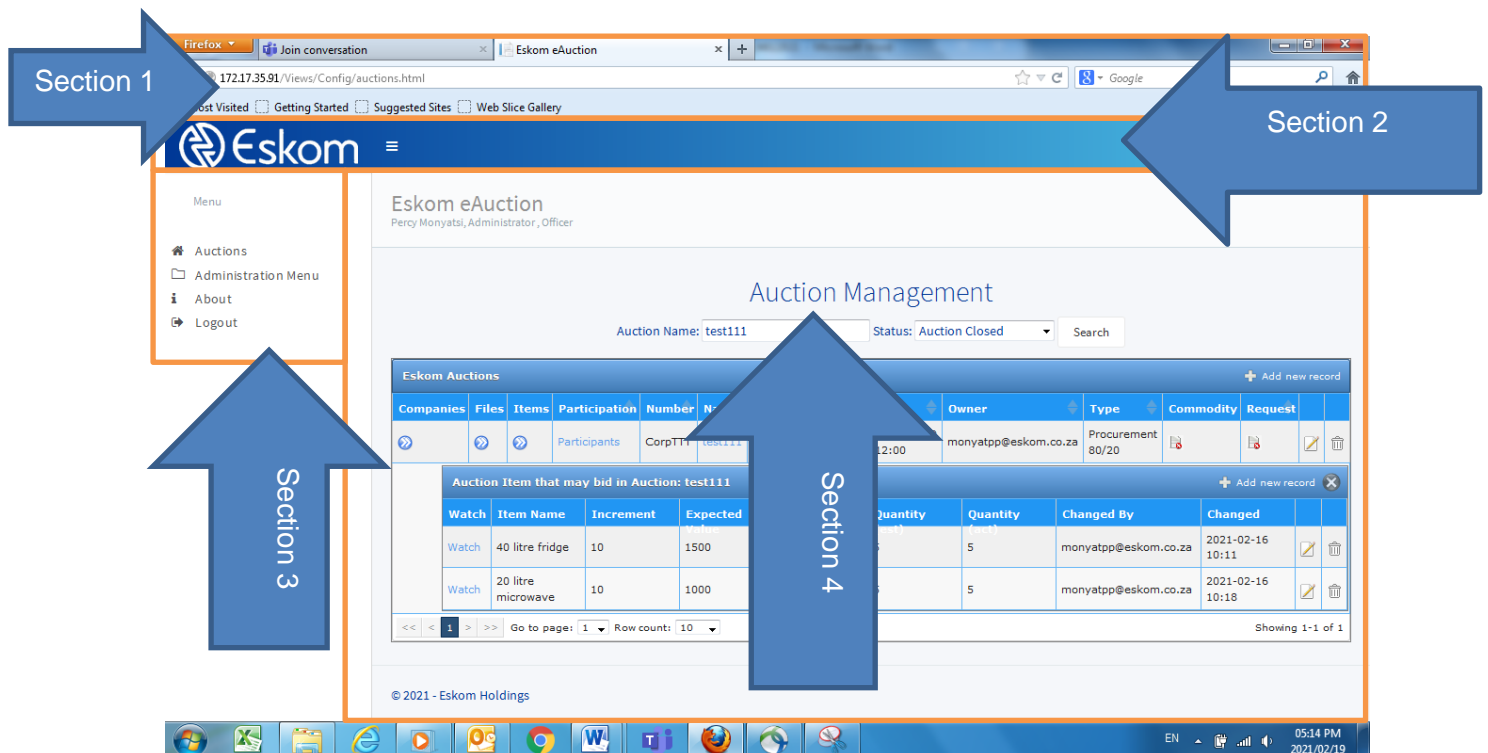 Firefox
Join conversation
Eskom eAuction
Section 1
172.17.35.91/Views/Config/auctions.html
Google
Visited Getting Started Suggested Sites Web Slice Gallery
Section 2
Eskom
Menu
Auctions
Administration Menu
About
Logout
Eskom eAuction
Percy Monyatsi, Administrator , Officer
Auction Management
Auction Name: test111 Status: Auction Closed Search
Eskom Auctions Add new record
Companies Files Items Participation Number Owner Type Commodity Request
Participants CorpTTT test111 12:00 monyatpp@eskom.co.za Procurement 80/20
Auction Item that may bid in Auction: test111 Add new record
Watch Item Name Increment Expected Value Quantity Quantity (act) Changed By Changed
Watch 40 litre fridge 10 1500 5 monyatpp@eskom.co.za 2021-02-16 10:11
Watch 20 litre microwave 10 1000 5 monyatpp@eskom.co.za 2021-02-16 10:18
<< < 1 > >> Go to page: 1 Row count: 10 Showing 1-1 of 1
Section 3
Section 4
© 2021 - Eskom Holdings
EN 05:14 PM
2021/02/19